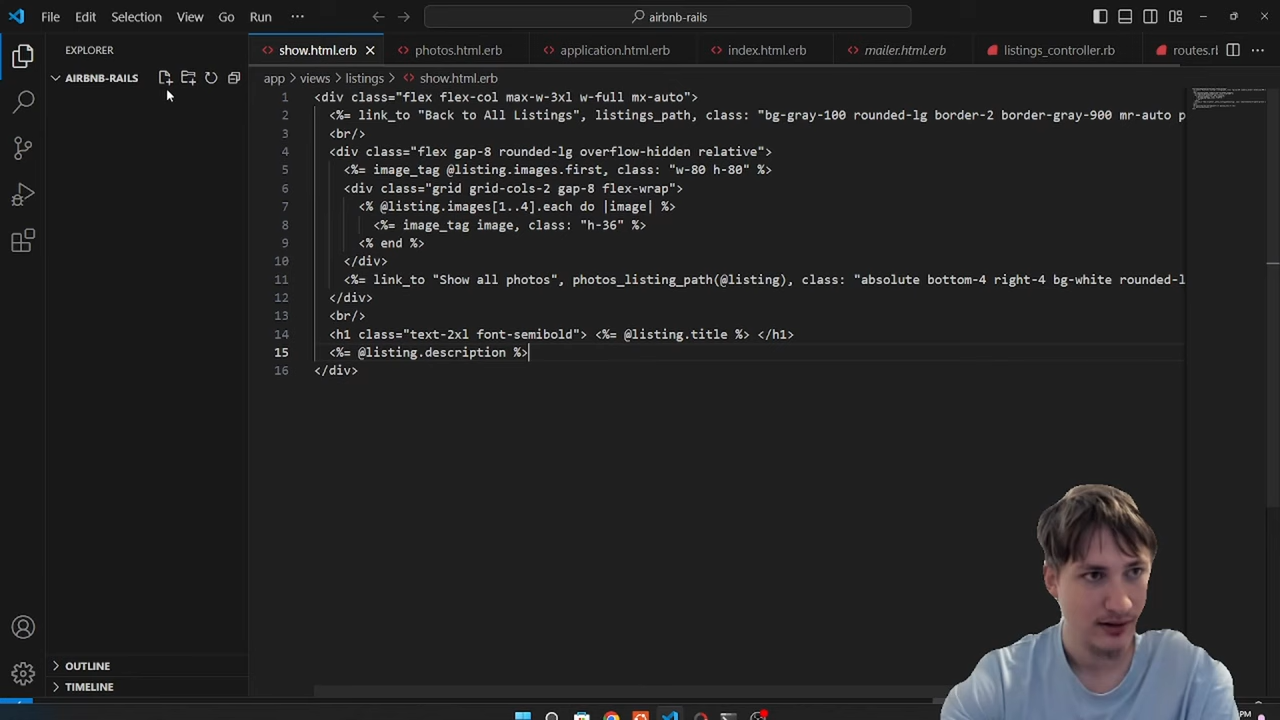 File Edit Selection View Go Run ··· airbnb-rails
EXPLORER
AIRBNB-RAILS
OUTLINE
TIMELINE
show.html.erb photos.html.erb application.html.erb index.html.erb mailer.html.erb listings_controller.rb routes.rl
app > views > listings > show.html.erb
1 <div class="flex flex-col max-w-3xl w-full mx-auto">
2 <%= link_to "Back to All Listings", listings_path, class: "bg-gray-100 rounded-lg border-2 border-gray-900 mr-auto p
3 <br/>
4 <div class="flex gap-8 rounded-lg overflow-hidden relative">
5 <%= image_tag @listing.images.first, class: "w-80 h-80" %>
6 <div class="grid grid-cols-2 gap-8 flex-wrap">
7 <% @listing.images[1..4].each do |image| %>
8 <%= image_tag image, class: "h-36" %>
9 <% end %>
10 </div>
11 <%= link_to "Show all photos", photos_listing_path(@listing), class: "absolute bottom-4 right-4 bg-white rounded-l
12 </div>
13 <br/>
14 <h1 class="text-2xl font-semibold"> <%= @listing.title %> </h1>
15 <%= @listing.description %>
16 </div>
PM